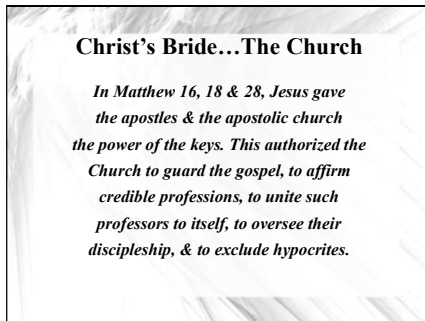 Christ’s Bride…The Church
In Matthew 16, 18 & 28, Jesus gave
the apostles & the apostolic church
the power of the keys. This authorized the
Church to guard the gospel, to affirm
credible professions, to unite such
professors to itself, to oversee their
discipleship, & to exclude hypocrites.